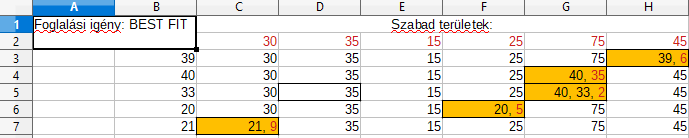 A B C D E F G H
1 Foglalási igény: BEST FIT Szabad területek:
2 30 35 15 25 75 45
3 39 30 35 15 25 75 39, 6
4 40 30 35 15 25 40, 35 45
5 33 30 35 15 25 40, 33, 2 45
6 20 30 35 15 20, 5 75 45
7 21 21, 9 35 15 25 75 45